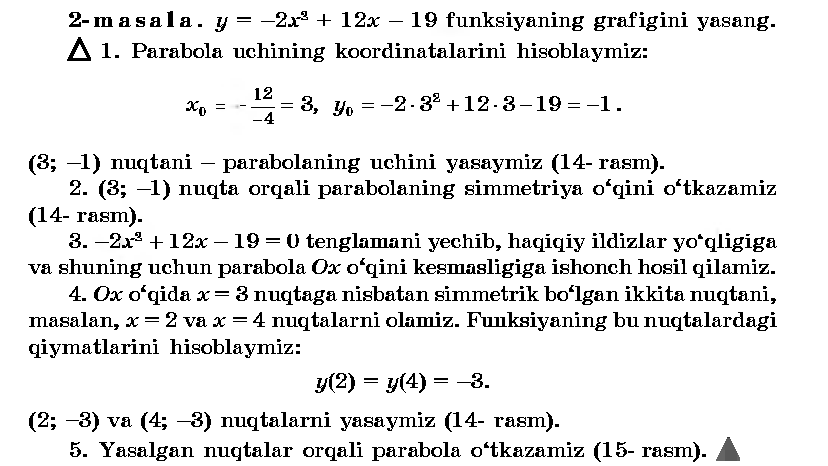 2-masala. y = −2x² + 12x − 19 funksiyaning grafigini yasang.
△ 1. Parabola uchining koordinatalarini hisoblaymiz:
x₀ = −12/−4 = 3, y₀ = −2 · 3² + 12 · 3 − 19 = −1.
(3; −1) nuqtani – parabolaning uchini yasaymiz (14- rasm).
2. (3; −1) nuqta orqali parabolaning simmetriya o‘qini o‘tkazamiz
(14- rasm).
3. −2x² + 12x − 19 = 0 tenglamani yechib, haqiqiy ildizlar yo‘qligiga
va shuning uchun parabola Ox o‘qini kesmasligiga ishonch hosil qilamiz.
4. Ox o‘qida x = 3 nuqtaga nisbatan simmetrik bo‘lgan ikkita nuqtani,
masalan, x = 2 va x = 4 nuqtalarni olamiz. Funksiyaning bu nuqtalardagi
qiymatlarini hisoblaymiz:
y(2) = y(4) = −3.
(2; −3) va (4; −3) nuqtalarni yasaymiz (14- rasm).
5. Yasalgan nuqtalar orqali parabola o‘tkazamiz (15- rasm). ▲